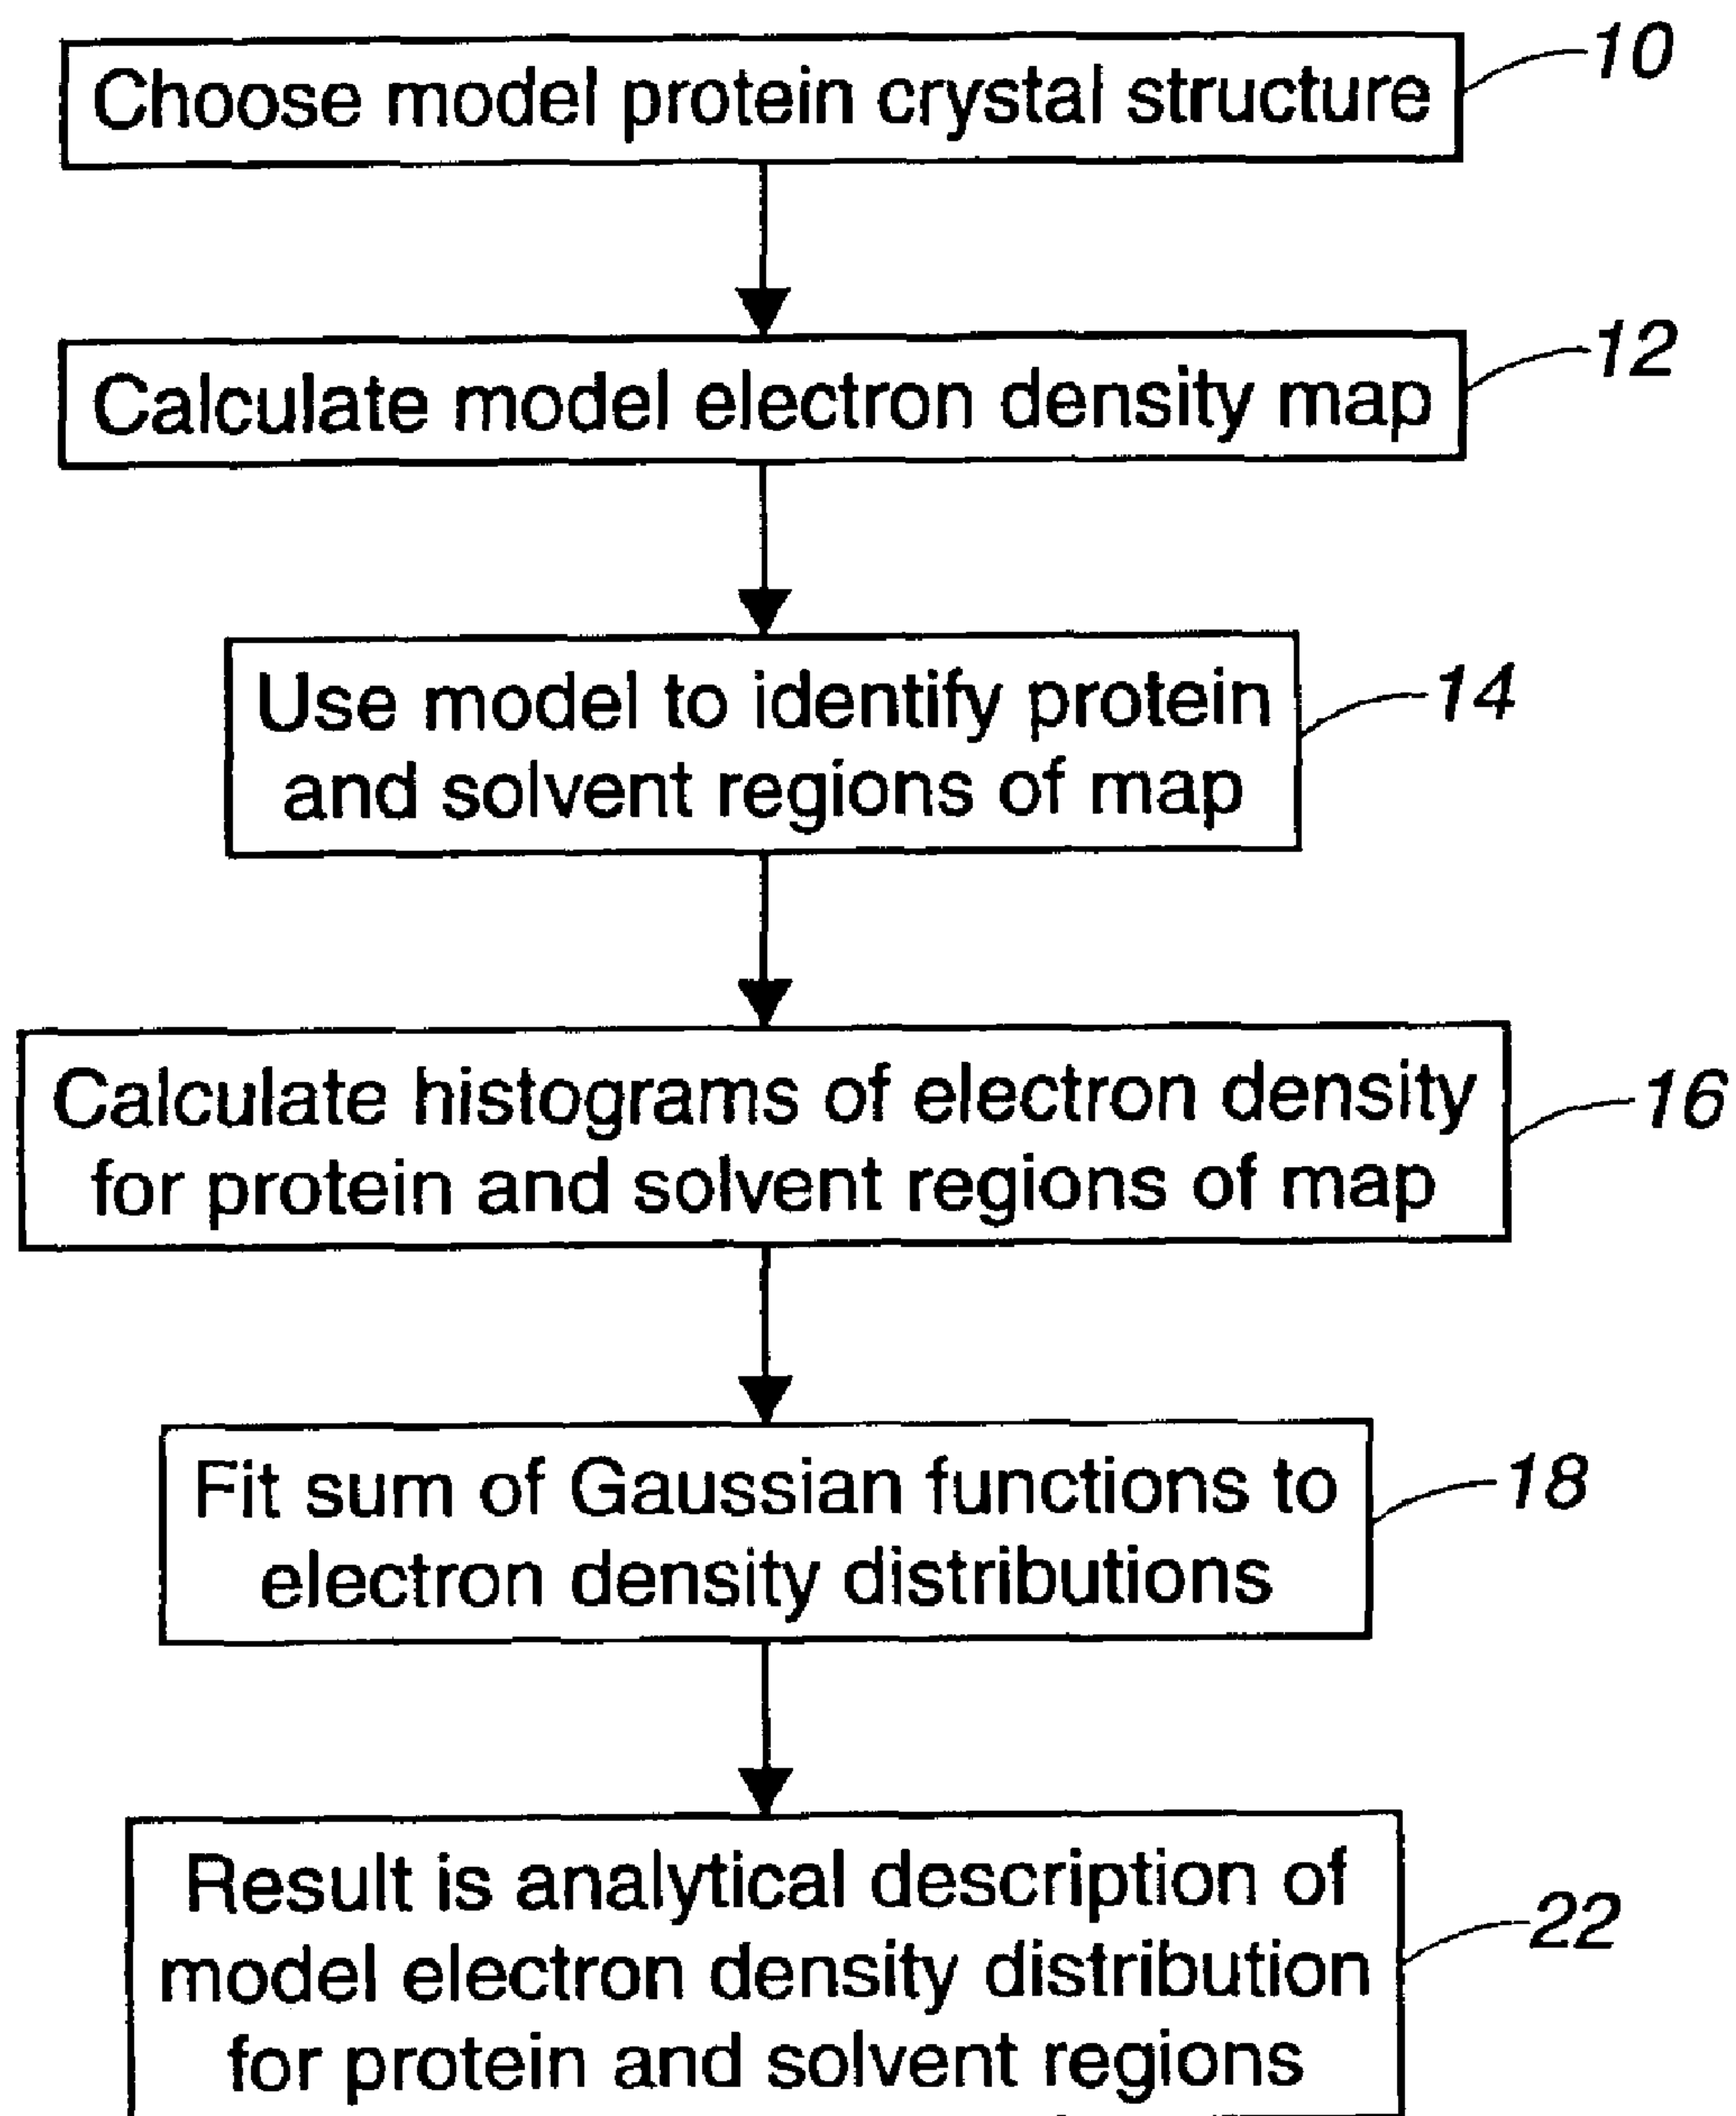 Choose model protein crystal structure
10
Calculate model electron density map
12
Use model to identify protein
and solvent regions of map
14
Calculate histograms of electron density
for protein and solvent regions of map
16
Fit sum of Gaussian functions to
electron density distributions
18
Result is analytical description of
model electron density distribution
for protein and solvent regions
22